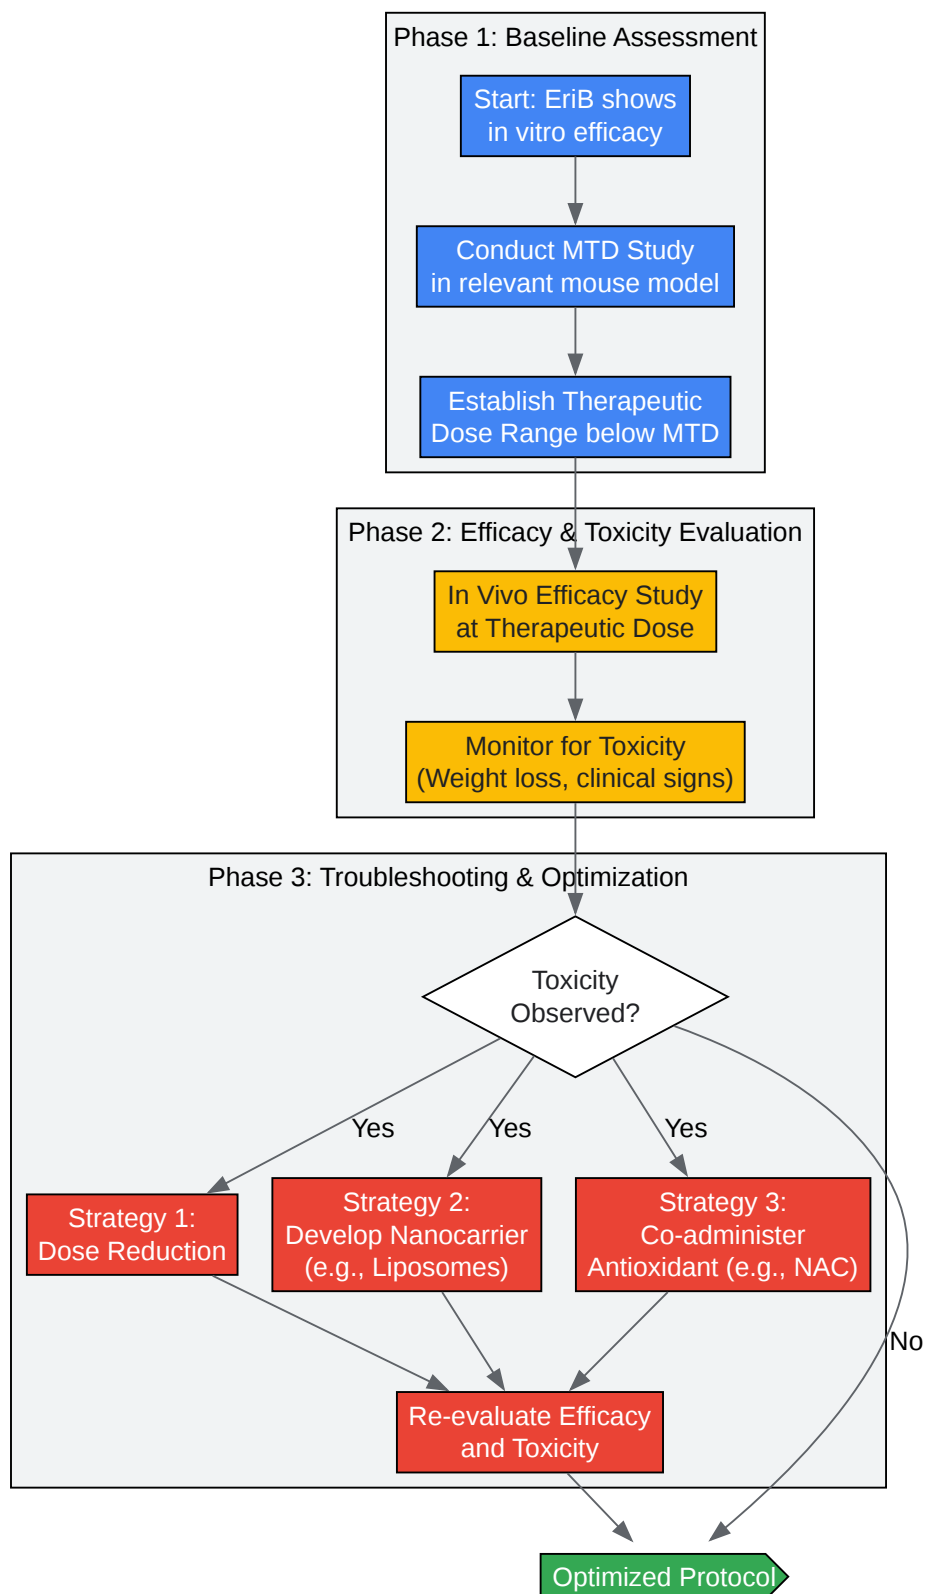 Phase 1: Baseline Assessment
Start: EriB shows
in vitro efficacy
Conduct MTD Study
in relevant mouse model
Establish Therapeutic
Dose Range below MTD
Phase 2: Efficacy & Toxicity Evaluation
In Vivo Efficacy Study
at Therapeutic Dose
Monitor for Toxicity
(Weight loss, clinical signs)
Phase 3: Troubleshooting & Optimization
Toxicity
Observed?
Yes
Yes
Yes
Strategy 1:
Dose Reduction
Strategy 2:
Develop Nanocarrier
(e.g., Liposomes)
Strategy 3:
Co-administer
Antioxidant (e.g., NAC)
No
Re-evaluate Efficacy
and Toxicity
Optimized Protocol